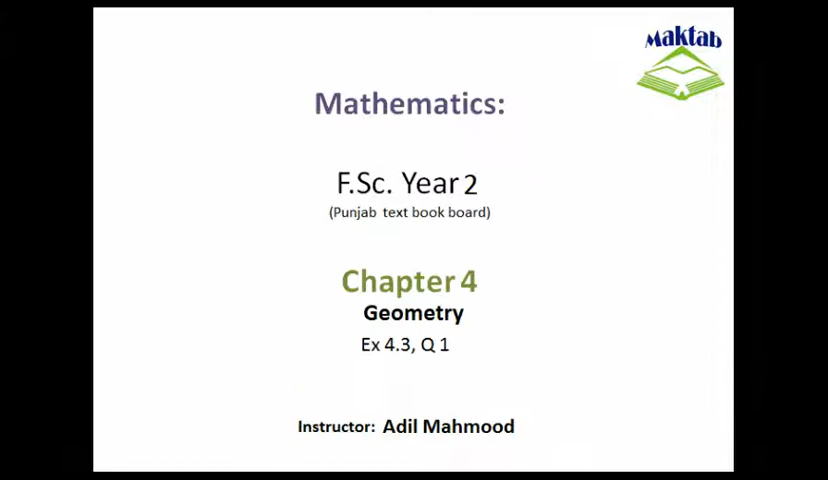 Maktab
Mathematics:
F.Sc. Year 2
(Punjab text book board)
Chapter 4
Geometry
Ex 4.3, Q 1
Instructor: Adil Mahmood